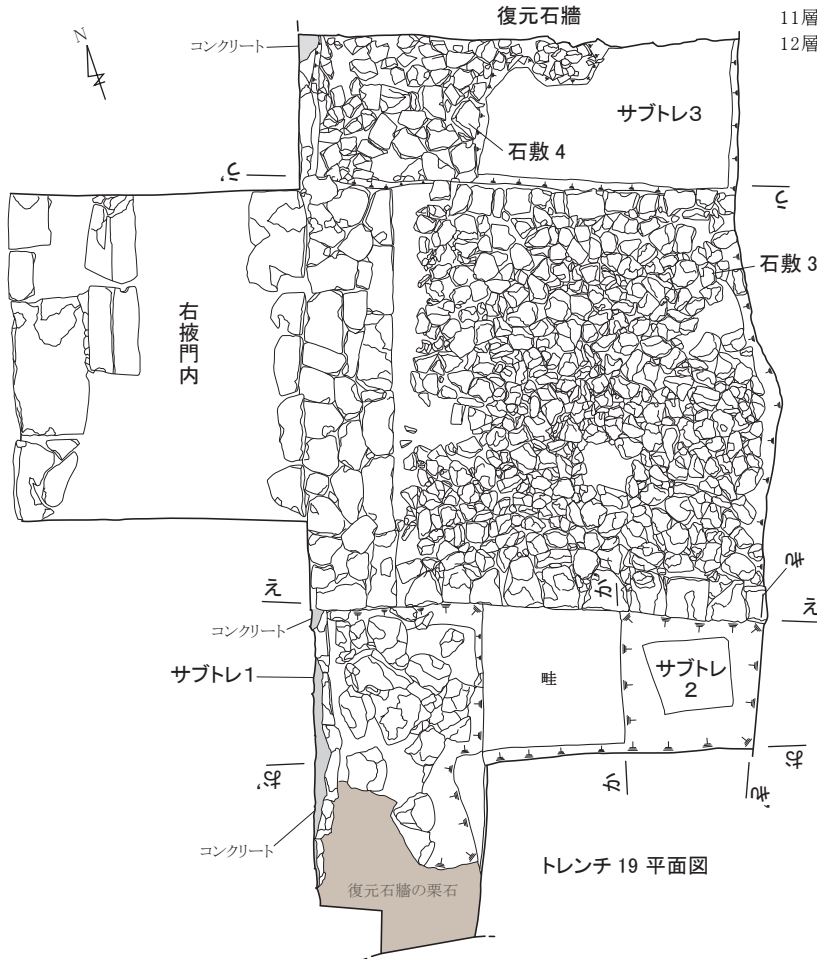 復元石牆
11層
12層
N
コンクリート
サブトレ3
石敷 4
う’
う
石敷 3
右掖門内
き
え
か’
え
コンクリート
サブトレ1
畦
サブトレ
2
お’
お
か
き’
コンクリート
トレンチ 19 平面図
復元石牆の栗石